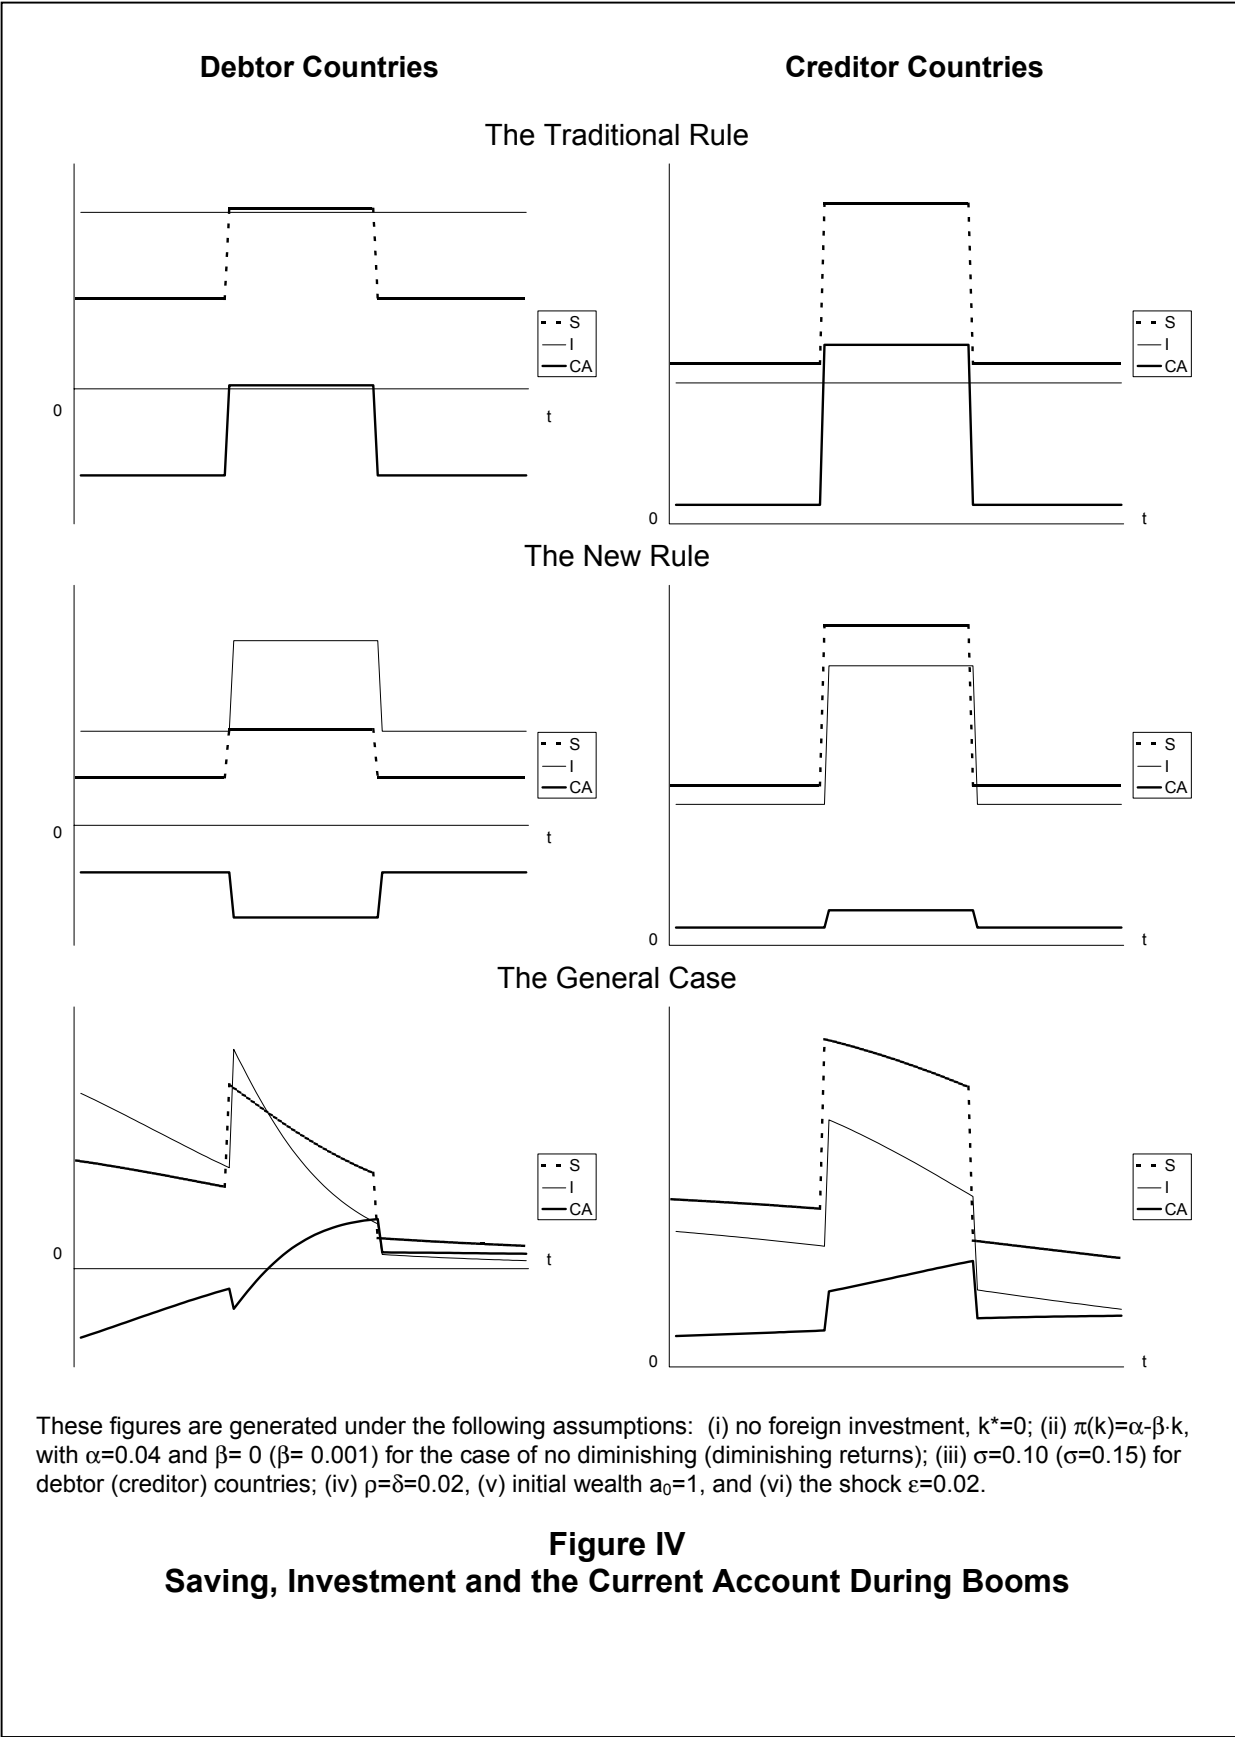 Debtor Countries
Creditor Countries
The Traditional Rule
S
I
CA
0
t
S
I
CA
0
t
The New Rule
S
I
CA
0
t
S
I
CA
0
t
The General Case
S
I
CA
0
t
S
I
CA
0
t
These figures are generated under the following assumptions: (i) no foreign investment, k*=0; (ii) π(k)=α-β·k,
with α=0.04 and β= 0 (β= 0.001) for the case of no diminishing (diminishing returns); (iii) σ=0.10 (σ=0.15) for
debtor (creditor) countries; (iv) ρ=δ=0.02, (v) initial wealth a₀=1, and (vi) the shock ε=0.02.
Figure IV
Saving, Investment and the Current Account During Booms